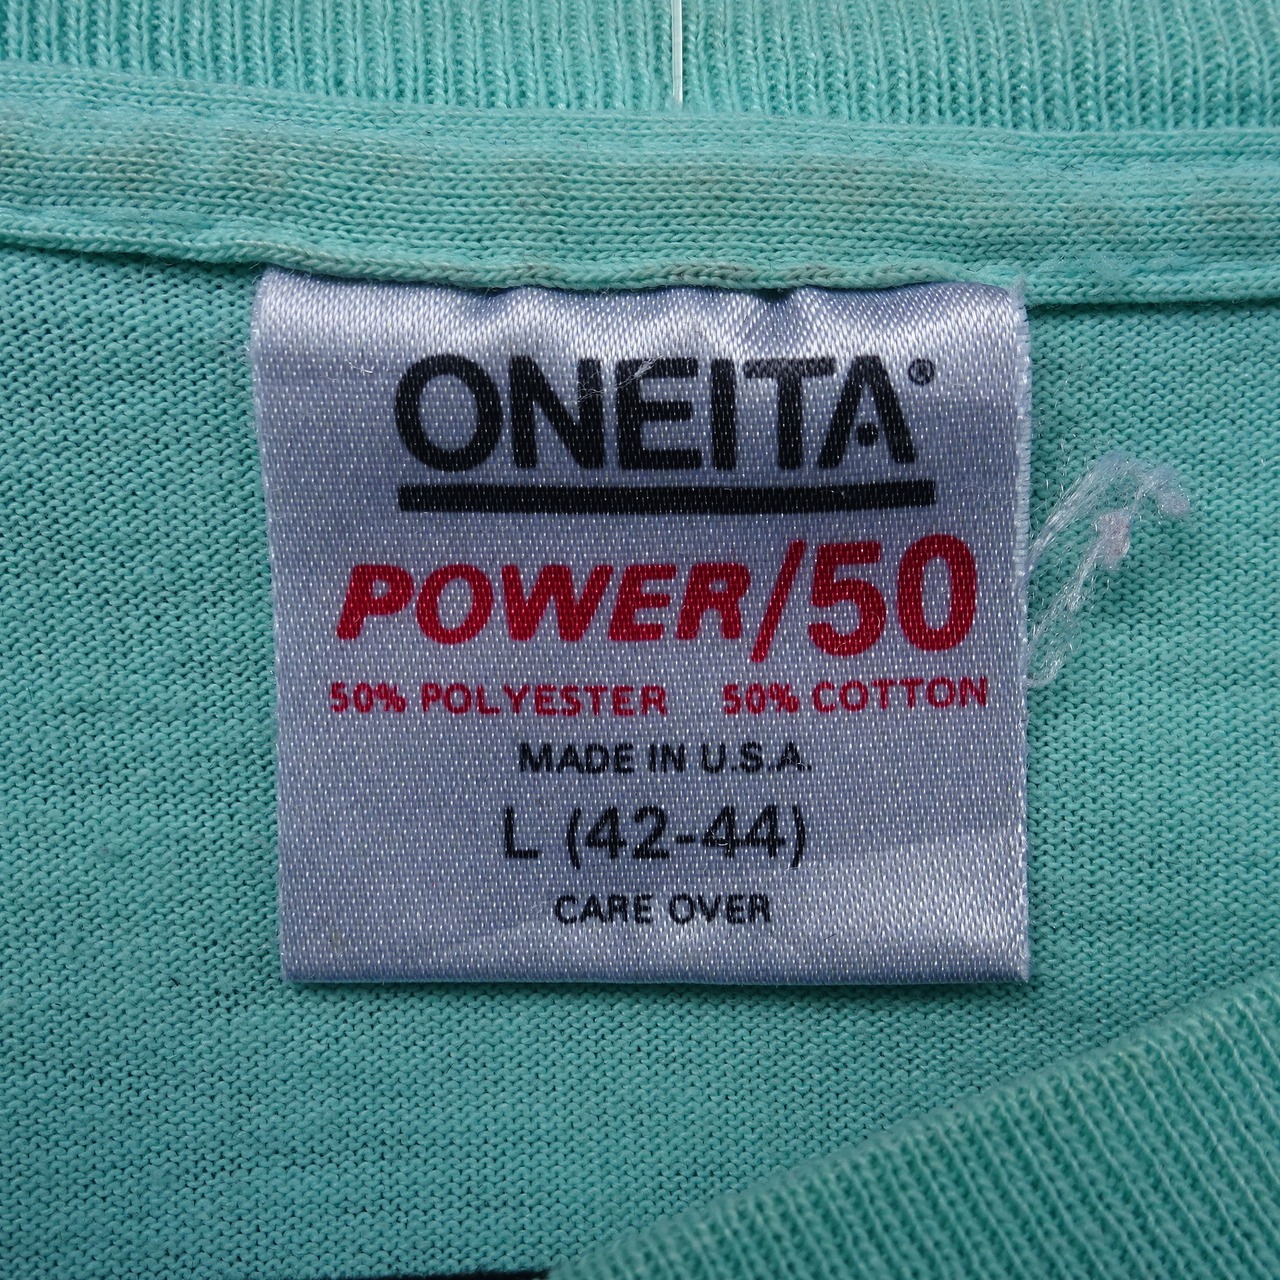 ONEITA®
POWER/50
50% POLYESTER 50% COTTON
MADE IN U.S.A.
L (42-44)
CARE OVER